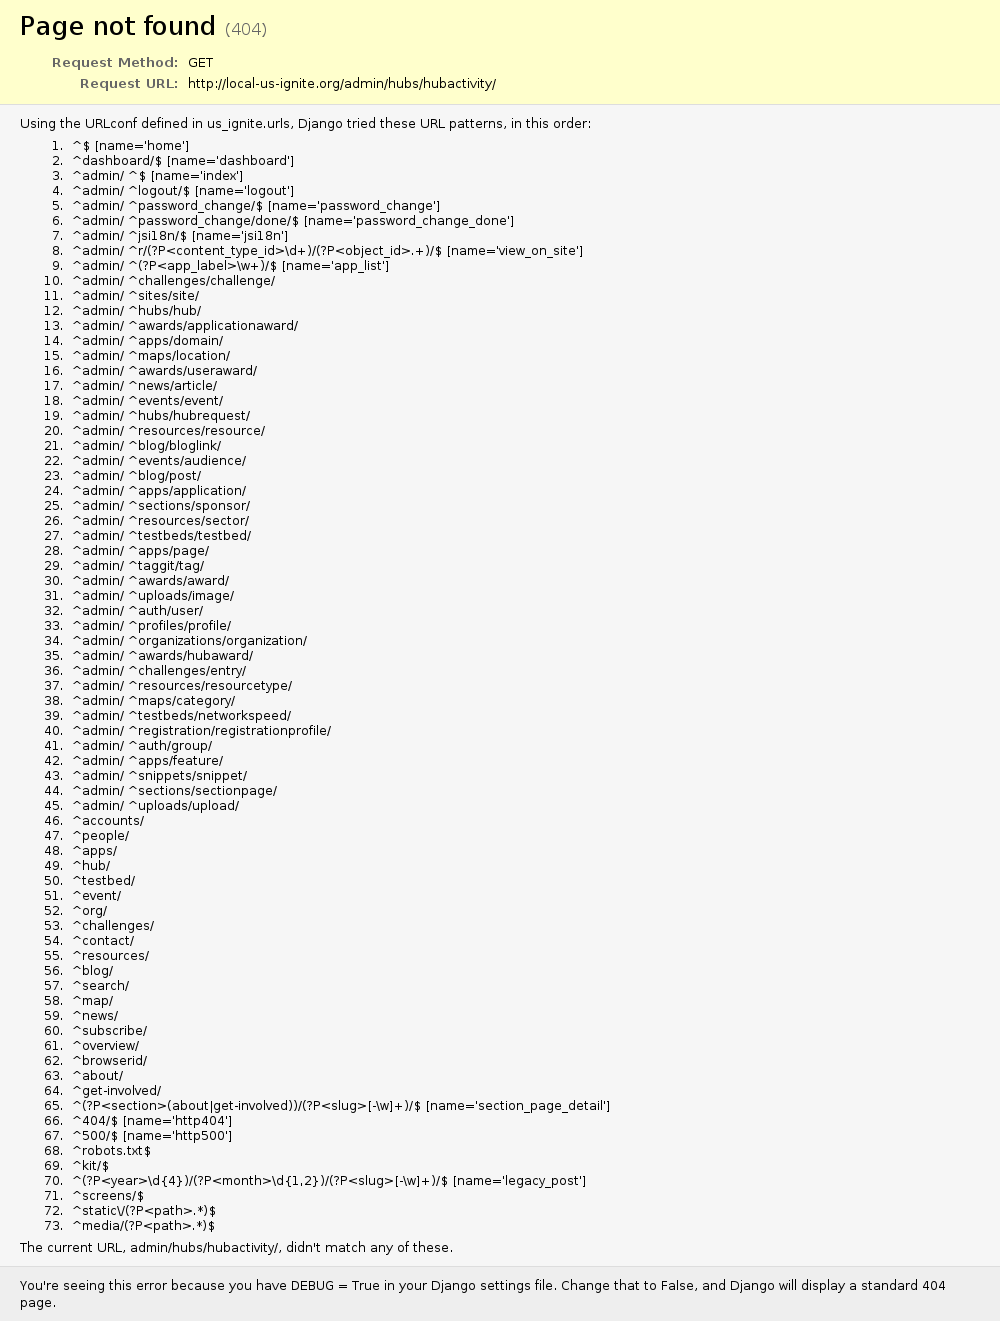 Page not found (404)
Request Method: GET
Request URL: http://local-us-ignite.org/admin/hubs/hubactivity/
Using the URLconf defined in us_ignite.urls, Django tried these URL patterns, in this order:
1. ^$ [name='home']
2. ^dashboard/$ [name='dashboard']
3. ^admin/ ^$ [name='index']
4. ^admin/ ^logout/$ [name='logout']
5. ^admin/ ^password_change/$ [name='password_change']
6. ^admin/ ^password_change/done/$ [name='password_change_done']
7. ^admin/ ^jsi18n/$ [name='jsi18n']
8. ^admin/ ^r/(?P<content_type_id>\d+)/(?P<object_id>.+)/$ [name='view_on_site']
9. ^admin/ ^(?P<app_label>\w+)/$ [name='app_list']
10. ^admin/ ^challenges/challenge/
11. ^admin/ ^sites/site/
12. ^admin/ ^hubs/hub/
13. ^admin/ ^awards/applicationaward/
14. ^admin/ ^apps/domain/
15. ^admin/ ^maps/location/
16. ^admin/ ^awards/useraward/
17. ^admin/ ^news/article/
18. ^admin/ ^events/event/
19. ^admin/ ^hubs/hubrequest/
20. ^admin/ ^resources/resource/
21. ^admin/ ^blog/bloglink/
22. ^admin/ ^events/audience/
23. ^admin/ ^blog/post/
24. ^admin/ ^apps/application/
25. ^admin/ ^sections/sponsor/
26. ^admin/ ^resources/sector/
27. ^admin/ ^testbeds/testbed/
28. ^admin/ ^apps/page/
29. ^admin/ ^taggit/tag/
30. ^admin/ ^awards/award/
31. ^admin/ ^uploads/image/
32. ^admin/ ^auth/user/
33. ^admin/ ^profiles/profile/
34. ^admin/ ^organizations/organization/
35. ^admin/ ^awards/hubaward/
36. ^admin/ ^challenges/entry/
37. ^admin/ ^resources/resourcetype/
38. ^admin/ ^maps/category/
39. ^admin/ ^testbeds/networkspeed/
40. ^admin/ ^registration/registrationprofile/
41. ^admin/ ^auth/group/
42. ^admin/ ^apps/feature/
43. ^admin/ ^snippets/snippet/
44. ^admin/ ^sections/sectionpage/
45. ^admin/ ^uploads/upload/
46. ^accounts/
47. ^people/
48. ^apps/
49. ^hub/
50. ^testbed/
51. ^event/
52. ^org/
53. ^challenges/
54. ^contact/
55. ^resources/
56. ^blog/
57. ^search/
58. ^map/
59. ^news/
60. ^subscribe/
61. ^overview/
62. ^browserid/
63. ^about/
64. ^get-involved/
65. ^(?P<section>(about|get-involved))/(?P<slug>[-\w]+)/$ [name='section_page_detail']
66. ^404/$ [name='http404']
67. ^500/$ [name='http500']
68. ^robots.txt$
69. ^kit/$
70. ^(?P<year>\d{4})/(?P<month>\d{1,2})/(?P<slug>[-\w]+)/$ [name='legacy_post']
71. ^screens/$
72. ^static\/(?P<path>.*)$
73. ^media/(?P<path>.*)$
The current URL, admin/hubs/hubactivity/, didn't match any of these.
You're seeing this error because you have DEBUG = True in your Django settings file. Change that to False, and Django will display a standard 404
page.